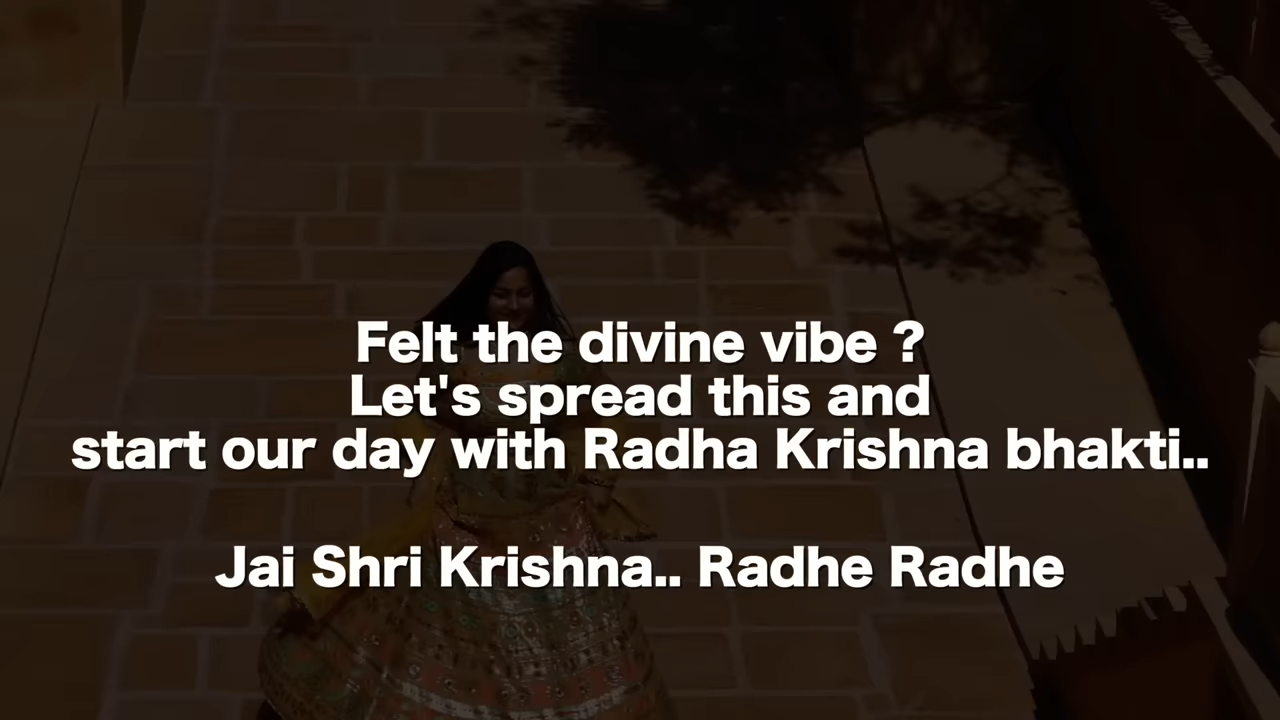 Felt the divine vibe ?
Let's spread this and
start our day with Radha Krishna bhakti..
Jai Shri Krishna.. Radhe Radhe